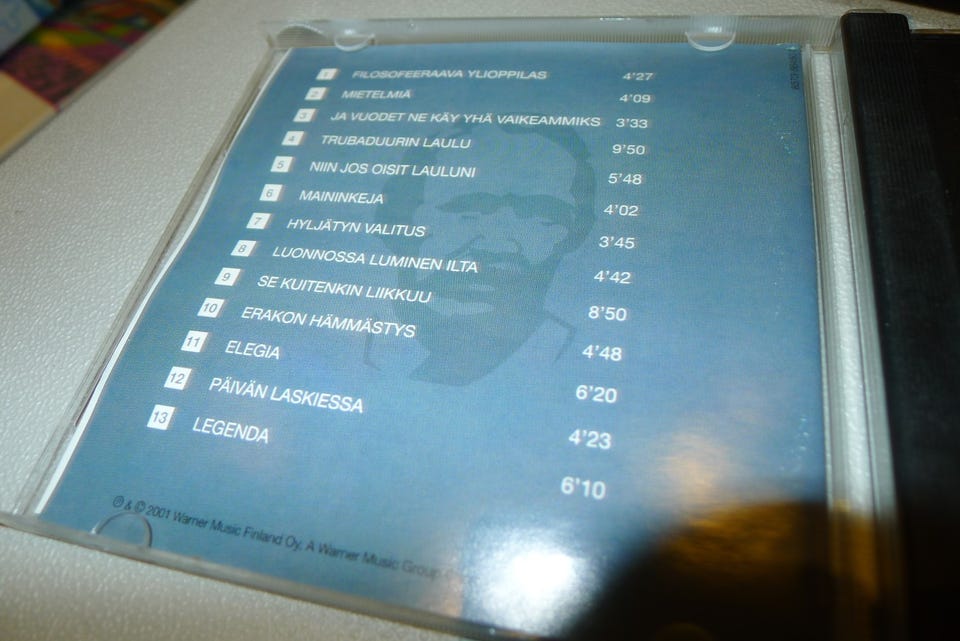 1 FILOSOFEERAAVA YLIOPPILAS 4'27
2 MIETELMIÄ 4'09
3 JA VUODET NE KÄY YHÄ VAIKEAMMIKS 3'33
4 TRUBADUURIN LAULU 9'50
5 NIIN JOS OISIT LAULUNI 5'48
6 MAININKEJA 4'02
7 HYLJÄTYN VALITUS 3'45
8 LUONNOSSA LUMINEN ILTA 4'42
9 SE KUITENKIN LIIKKUU 8'50
10 ERAKON HÄMMÄSTYS 4'48
11 ELEGIA 6'20
12 PÄIVÄN LASKIESSA 4'23
13 LEGENDA 6'10
℗ & © 2001 Warner Music Finland Oy, A Warner Music Group